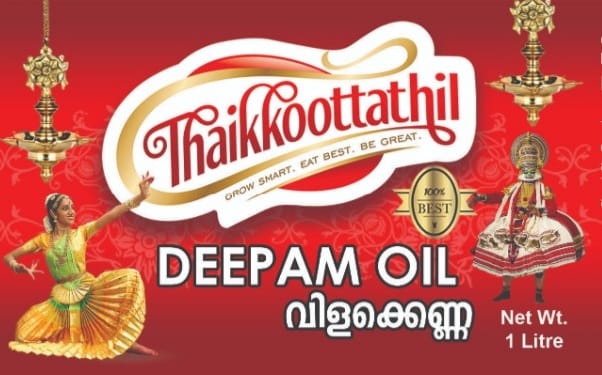 Thaikkoottathil
GROW SMART. EAT BEST. BE GREAT.
100%
BEST
DEEPAM OIL
വിളക്കെണ്ണ
Net Wt.
1 Litre